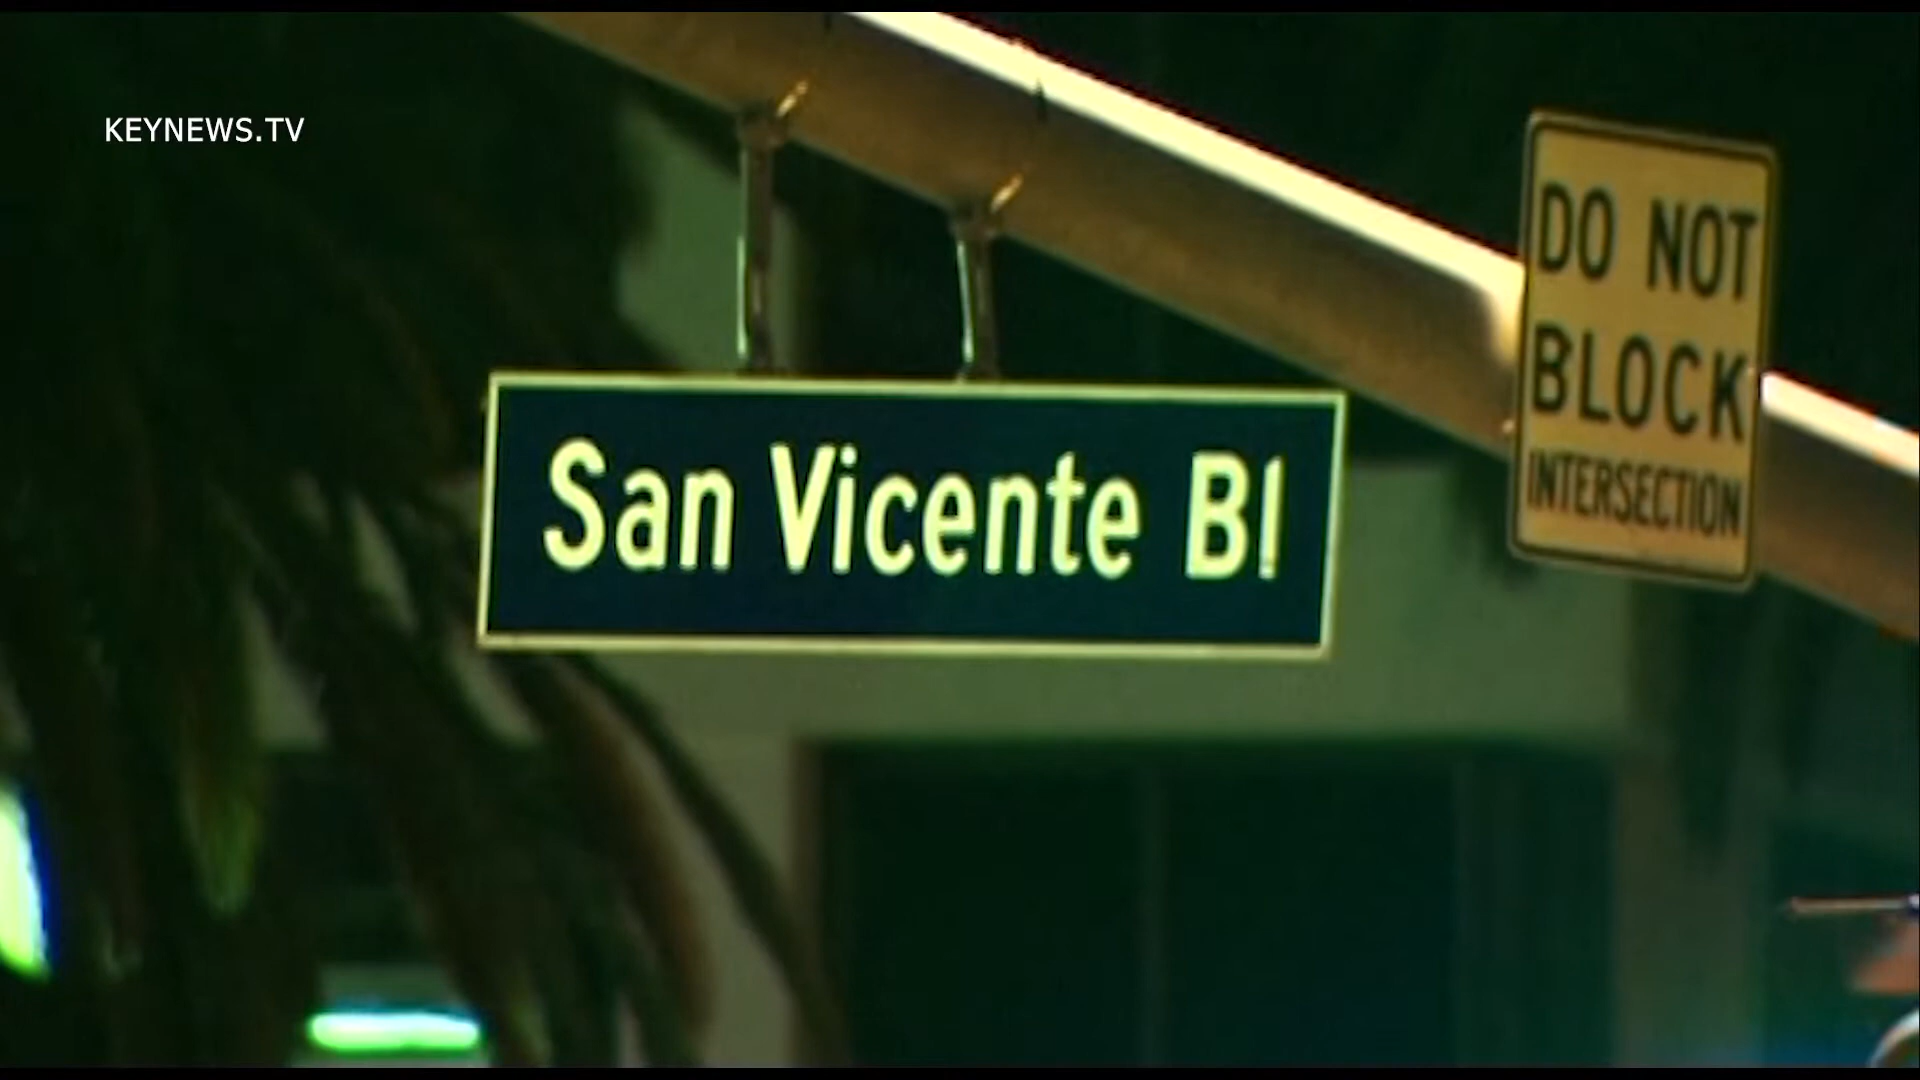 KEYNEWS.TV
San Vicente Bl
DO NOT
BLOCK
INTERSECTION